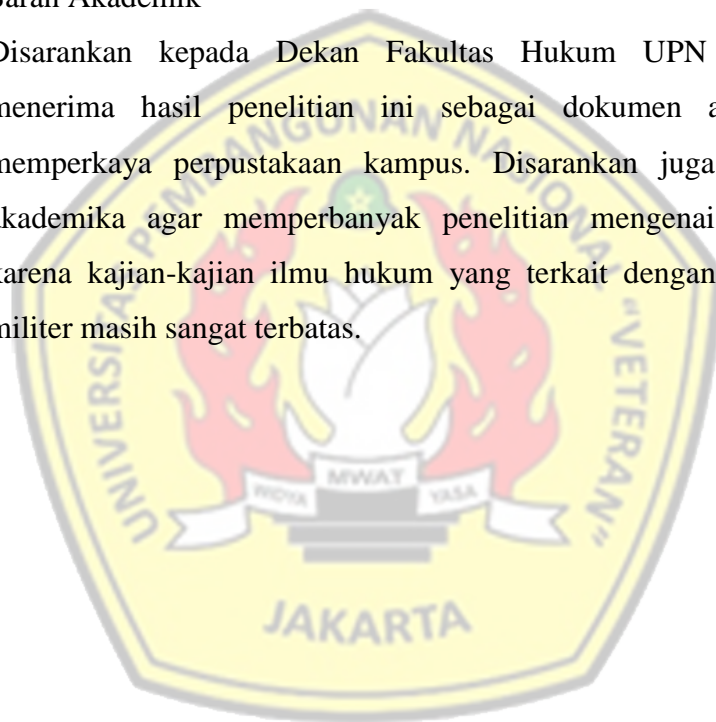 Saran Akademik
Disarankan kepada Dekan Fakultas Hukum UPN
menerima hasil penelitian ini sebagai dokumen a
memperkaya perpustakaan kampus. Disarankan juga
akademika agar memperbanyak penelitian mengenai
karena kajian-kajian ilmu hukum yang terkait dengan
militer masih sangat terbatas.
UNIVERSITAS PEMBANGUNAN NASIONAL "VETERAN"
WIDYA MWAT YASA
JAKARTA